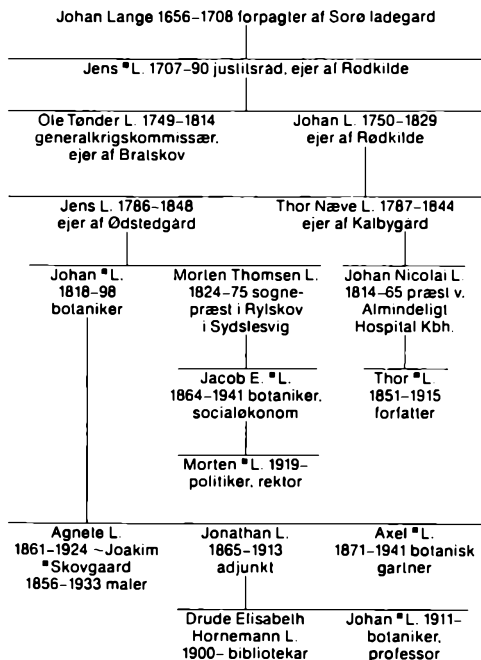 Johan Lange 1656-1708 forpagter af Sorø ladegård
Jens ▪L. 1707-90 justitsråd, ejer af Rødkilde
Ole Tønder L. 1749-1814
generalkrigskommissær,
ejer af Bratskov
Johan L. 1750-1829
ejer af Rødkilde
Jens L. 1786-1848
ejer af Ødstedgård
Thor Næve L. 1787-1844
ejer af Kalbygård
Johan ▪L.
1818-98
botaniker
Morten Thomsen L.
1824-75 sogne-
præst i Rylskov
i Sydslesvig
Johan Nicolai L.
1814-65 præst v.
Almindeligt
Hospital Kbh.
Jacob E. ▪L.
1864-1941 botaniker,
socialøkonom
Thor ▪L.
1851-1915
forfatter
Morten ▪L. 1919-
politiker, rektor
Agnete L.
1861-1924 ~Joakim
▪Skovgaard
1856-1933 maler
Jonathan L.
1865-1913
adjunkt
Axel ▪L.
1871-1941 botanisk
gartner
Drude Elisabeth
Hornemann L.
1900- bibliotekar
Johan ▪L. 1911-
botaniker,
professor